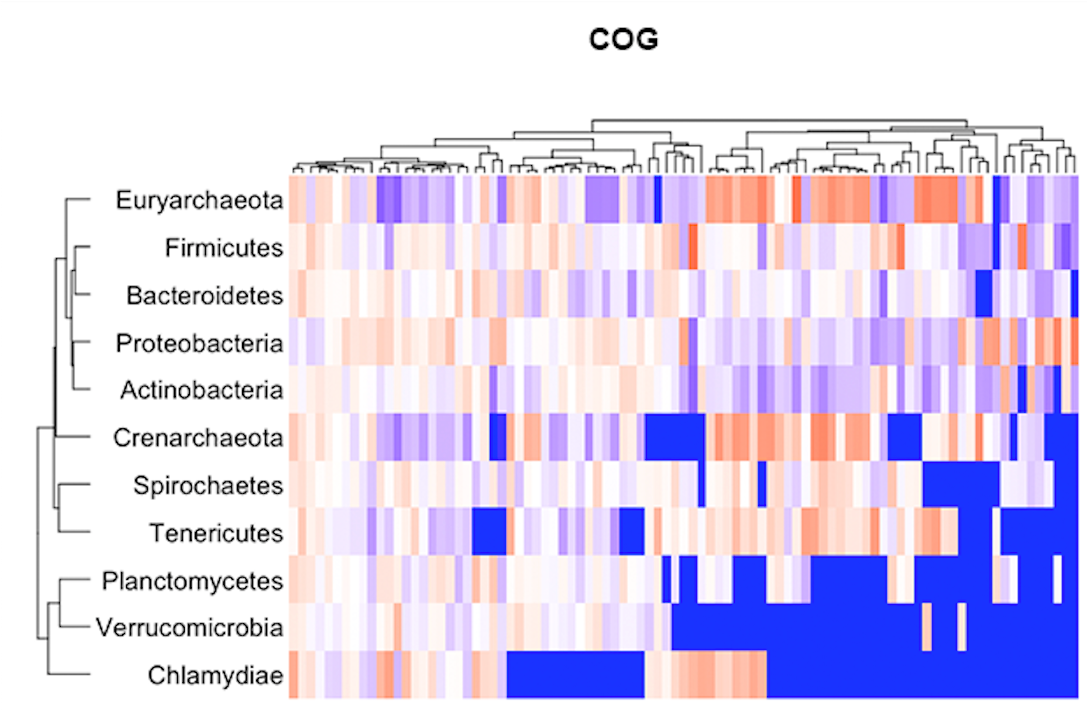 COG
Euryarchaeota
Firmicutes
Bacteroidetes
Proteobacteria
Actinobacteria
Crenarchaeota
Spirochaetes
Tenericutes
Planctomycetes
Verrucomicrobia
Chlamydiae